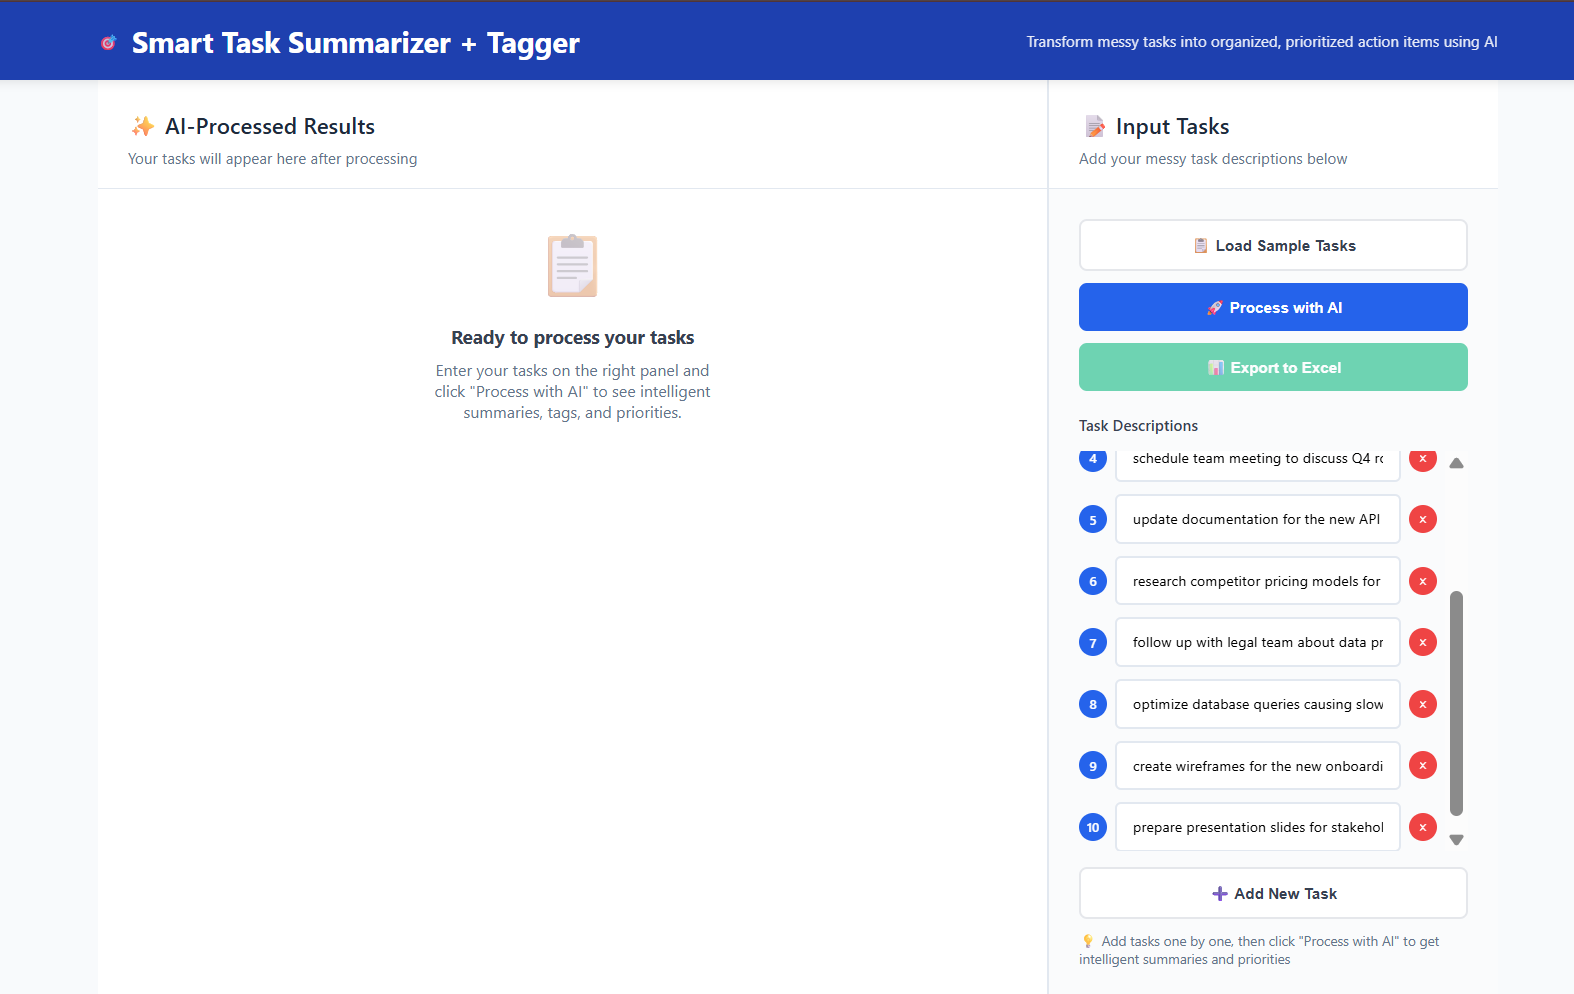 Smart Task Summarizer + Tagger
Transform messy tasks into organized, prioritized action items using AI
AI-Processed Results
Your tasks will appear here after processing
Ready to process your tasks
Enter your tasks on the right panel and
click "Process with AI" to see intelligent
summaries, tags, and priorities.
Input Tasks
Add your messy task descriptions below
Load Sample Tasks
Process with AI
Export to Excel
Task Descriptions
4 schedule team meeting to discuss Q4 x
5 update documentation for the new API x
6 research competitor pricing models for x
7 follow up with legal team about data x
8 optimize database queries causing slow x
9 create wireframes for the new onboardi x
10 prepare presentation slides for stakehol x
Add New Task
Add tasks one by one, then click "Process with AI" to get
intelligent summaries and priorities